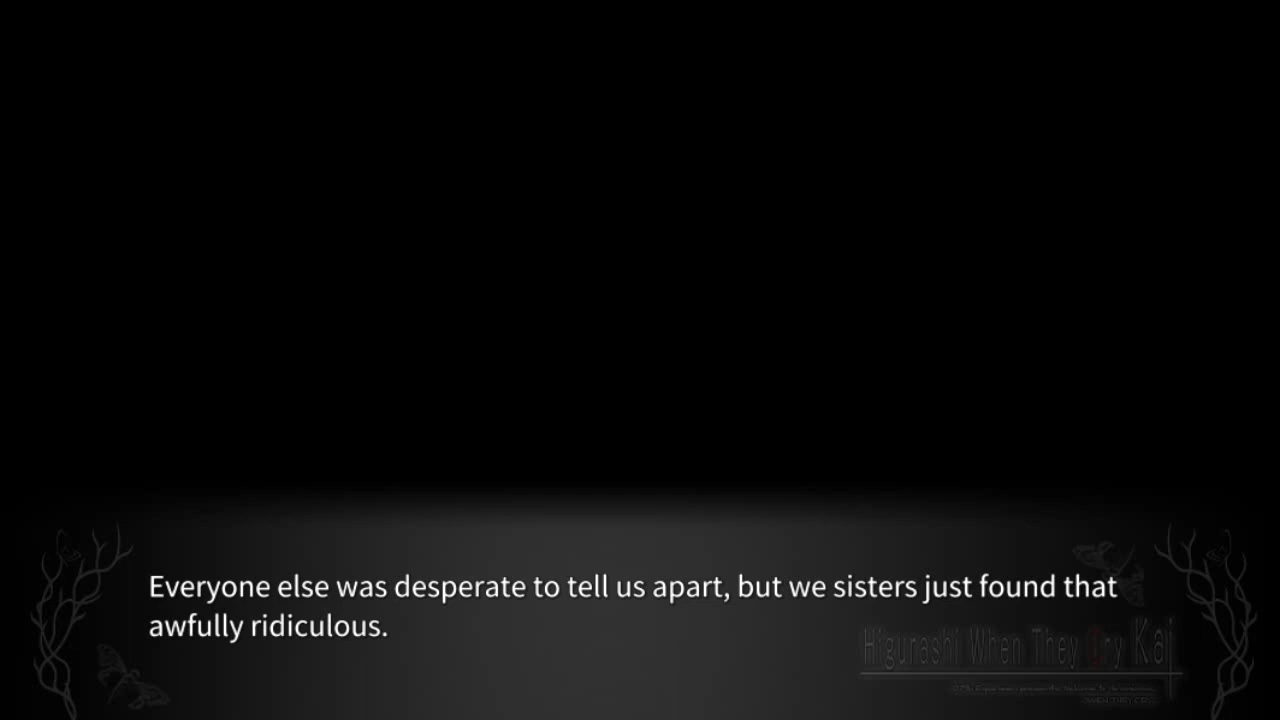 Everyone else was desperate to tell us apart, but we sisters just found that
awfully ridiculous.
Higurashi When They Cry Kai